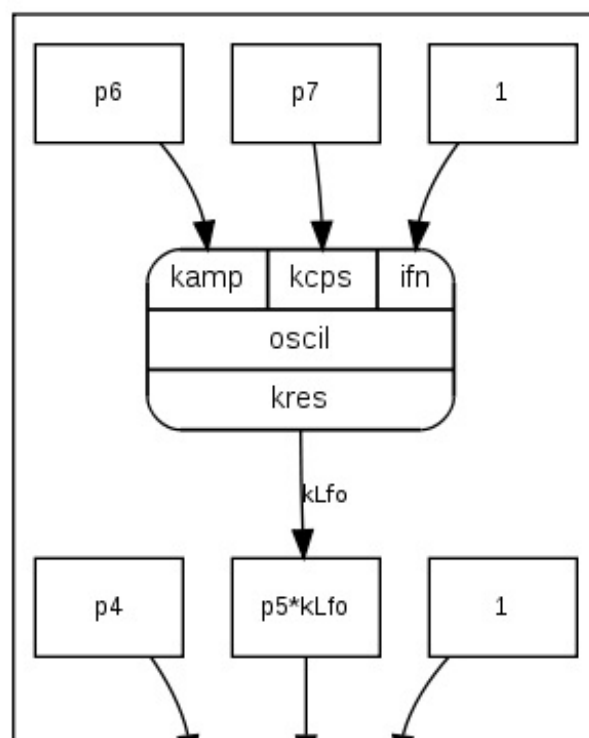 p6 p7 1
kamp kcps ifn
oscil
kres
kLfo
p4 p5*kLfo 1